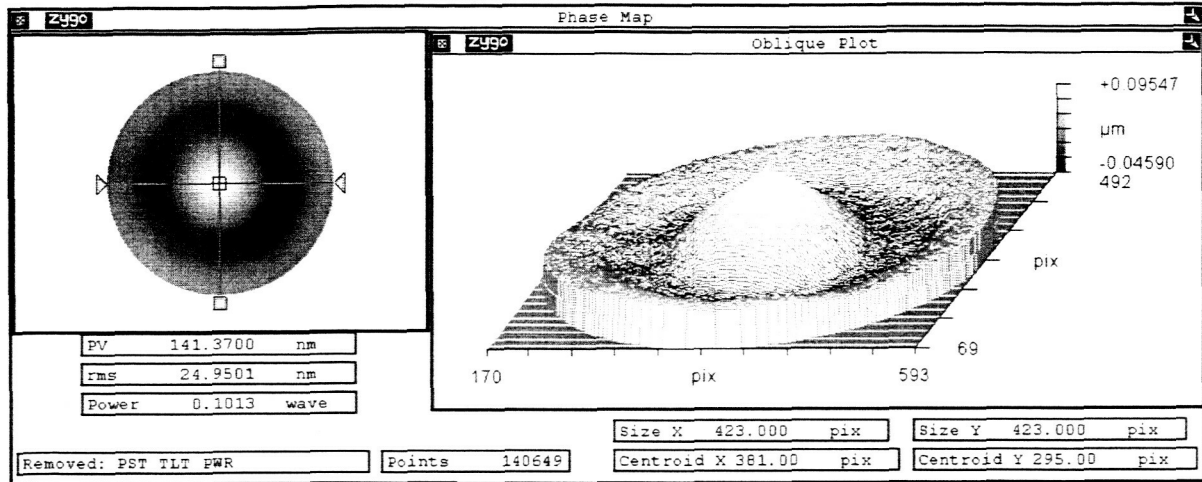 zygo Phase Map
zygo Oblique Plot
+0.09547
µm
-0.04590
492
pix
69
170 pix 593
PV 141.3700 nm
rms 24.9501 nm
Power 0.1013 wave
Size X 423.000 pix
Size Y 423.000 pix
Removed: PST TLT PWR
Points 140649
Centroid X 381.00 pix
Centroid Y 295.00 pix